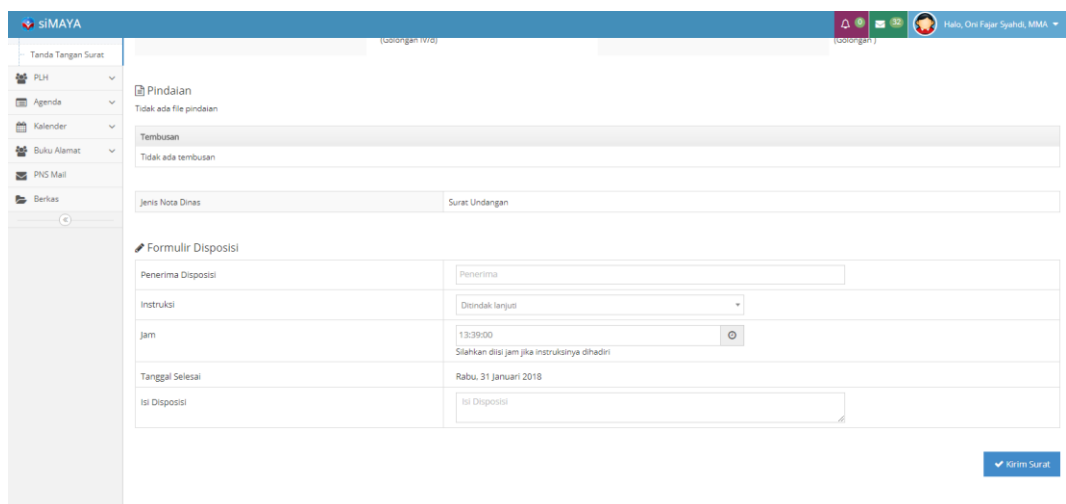 siMAYA
0
32
Halo, Oni Fajar Syahdi, MMA
Tanda Tangan Surat
PLH
Agenda
Kalender
Buku Alamat
PNS Mail
Berkas
(Golongan IV/d)
(Golongan )
Pindaian
Tidak ada file pindaian
Tembusan
Tidak ada tembusan
Jenis Nota Dinas
Surat Undangan
Formulir Disposisi
Penerima Disposisi
Penerima
Instruksi
Ditindak lanjuti
Jam
13:39:00
Silahkan diisi jam jika instruksinya dihadiri
Tanggal Selesai
Rabu, 31 Januari 2018
Isi Disposisi
Isi Disposisi
Kirim Surat